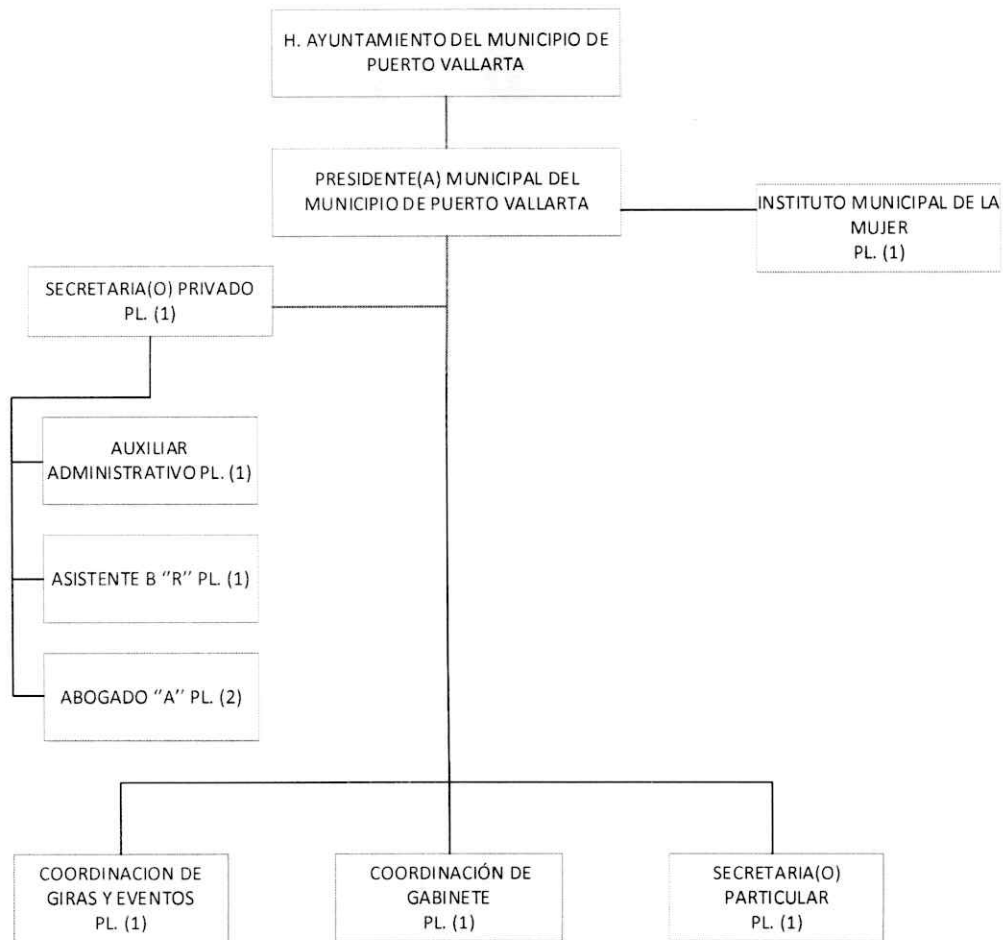 H. AYUNTAMIENTO DEL MUNICIPIO DE
PUERTO VALLARTA
PRESIDENTE(A) MUNICIPAL DEL
MUNICIPIO DE PUERTO VALLARTA
INSTITUTO MUNICIPAL DE LA
MUJER
PL. (1)
SECRETARIA(O) PRIVADO
PL. (1)
AUXILIAR
ADMINISTRATIVO PL. (1)
ASISTENTE B "R" PL. (1)
ABOGADO "A" PL. (2)
COORDINACION DE
GIRAS Y EVENTOS
PL. (1)
COORDINACIÓN DE
GABINETE
PL. (1)
SECRETARIA(O)
PARTICULAR
PL. (1)